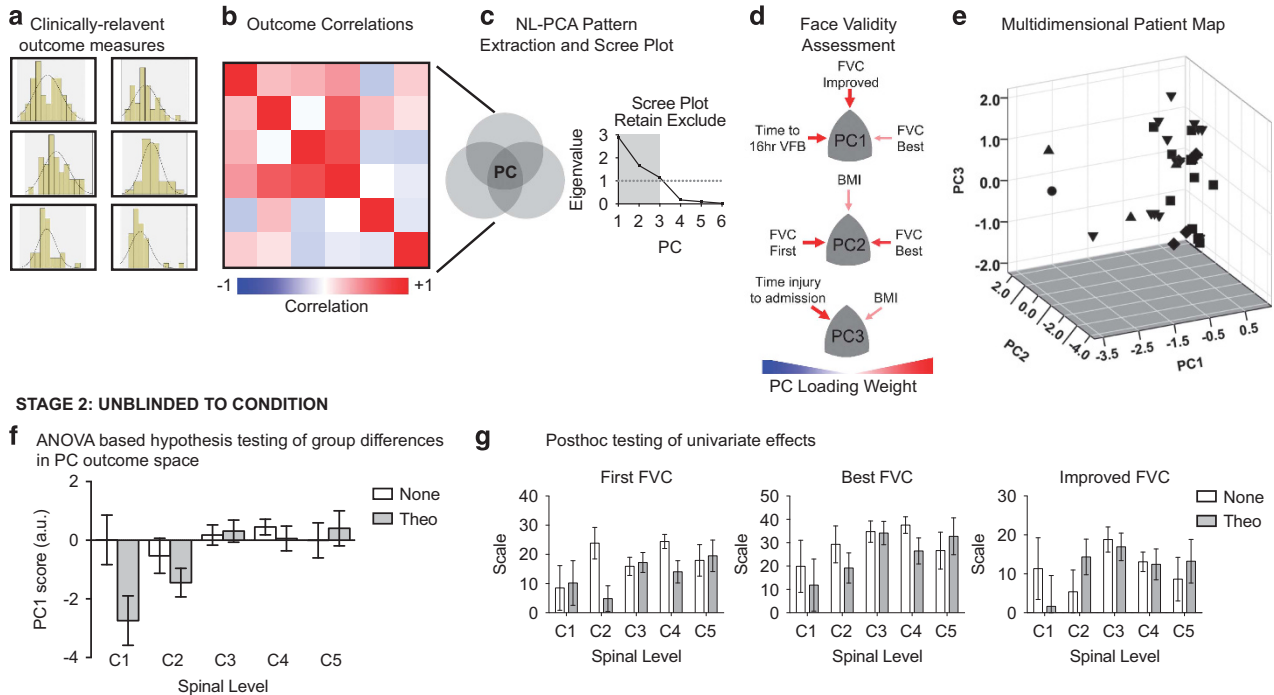 a
Clinically-relavent
outcome measures
b
Outcome Correlations
-1
+1
Correlation
c
NL-PCA Pattern
Extraction and Scree Plot
PC
Scree Plot
Retain Exclude
Eigenvalue
3
2
1
0
1 2 3 4 5 6
PC
d
Face Validity
Assessment
FVC
Improved
Time to
16hr VFB
PC1
FVC
Best
BMI
FVC
First
PC2
FVC
Best
Time injury
to admission
BMI
PC3
PC Loading Weight
e
Multidimensional Patient Map
PC3
2.0
1.0
0.0
-1.0
-2.0
2.0
0.0
-2.0
-4.0
PC2
-3.5
-2.5
-1.5
-0.5
0.5
PC1
STAGE 2: UNBLINDED TO CONDITION
f
ANOVA based hypothesis testing of group differences
in PC outcome space
PC1 score (a.u.)
2
0
-2
-4
C1 C2 C3 C4 C5
Spinal Level
None
Theo
g
Posthoc testing of univariate effects
First FVC
Scale
40
30
20
10
0
C1 C2 C3 C4 C5
Spinal Level
Best FVC
Scale
50
40
30
20
10
0
C1 C2 C3 C4 C5
Spinal Level
Improved FVC
Scale
30
20
10
0
C1 C2 C3 C4 C5
Spinal Level
None
Theo